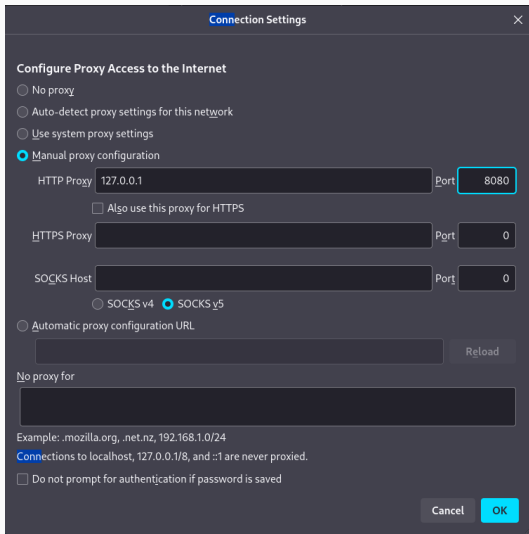 Connection Settings
Configure Proxy Access to the Internet
No proxy
Auto-detect proxy settings for this network
Use system proxy settings
Manual proxy configuration
HTTP Proxy 127.0.0.1 Port 8080
Also use this proxy for HTTPS
HTTPS Proxy Port 0
SOCKS Host Port 0
SOCKS v4 SOCKS v5
Automatic proxy configuration URL
Reload
No proxy for
Example: .mozilla.org, .net.nz, 192.168.1.0/24
Connections to localhost, 127.0.0.1/8, and ::1 are never proxied.
Do not prompt for authentication if password is saved
Cancel OK